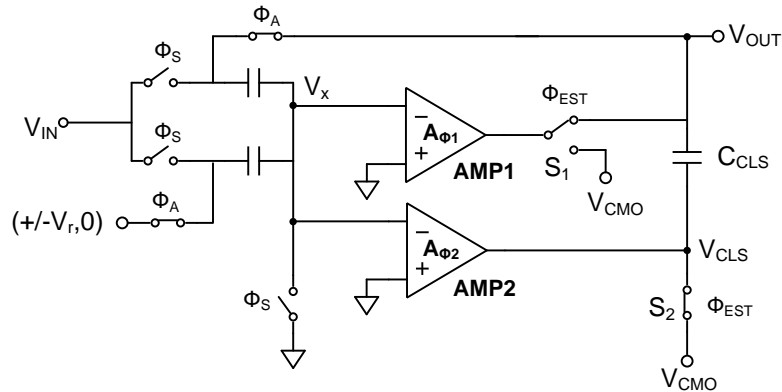 Φ_A
V_OUT
Φ_S
V_x
Φ_EST
V_IN
Φ_S
−
A_Φ1
+
AMP1
S_1
V_CMO
C_CLS
Φ_A
(+/-V_r,0)
−
A_Φ2
+
AMP2
V_CLS
Φ_S
S_2
Φ_EST
V_CMO